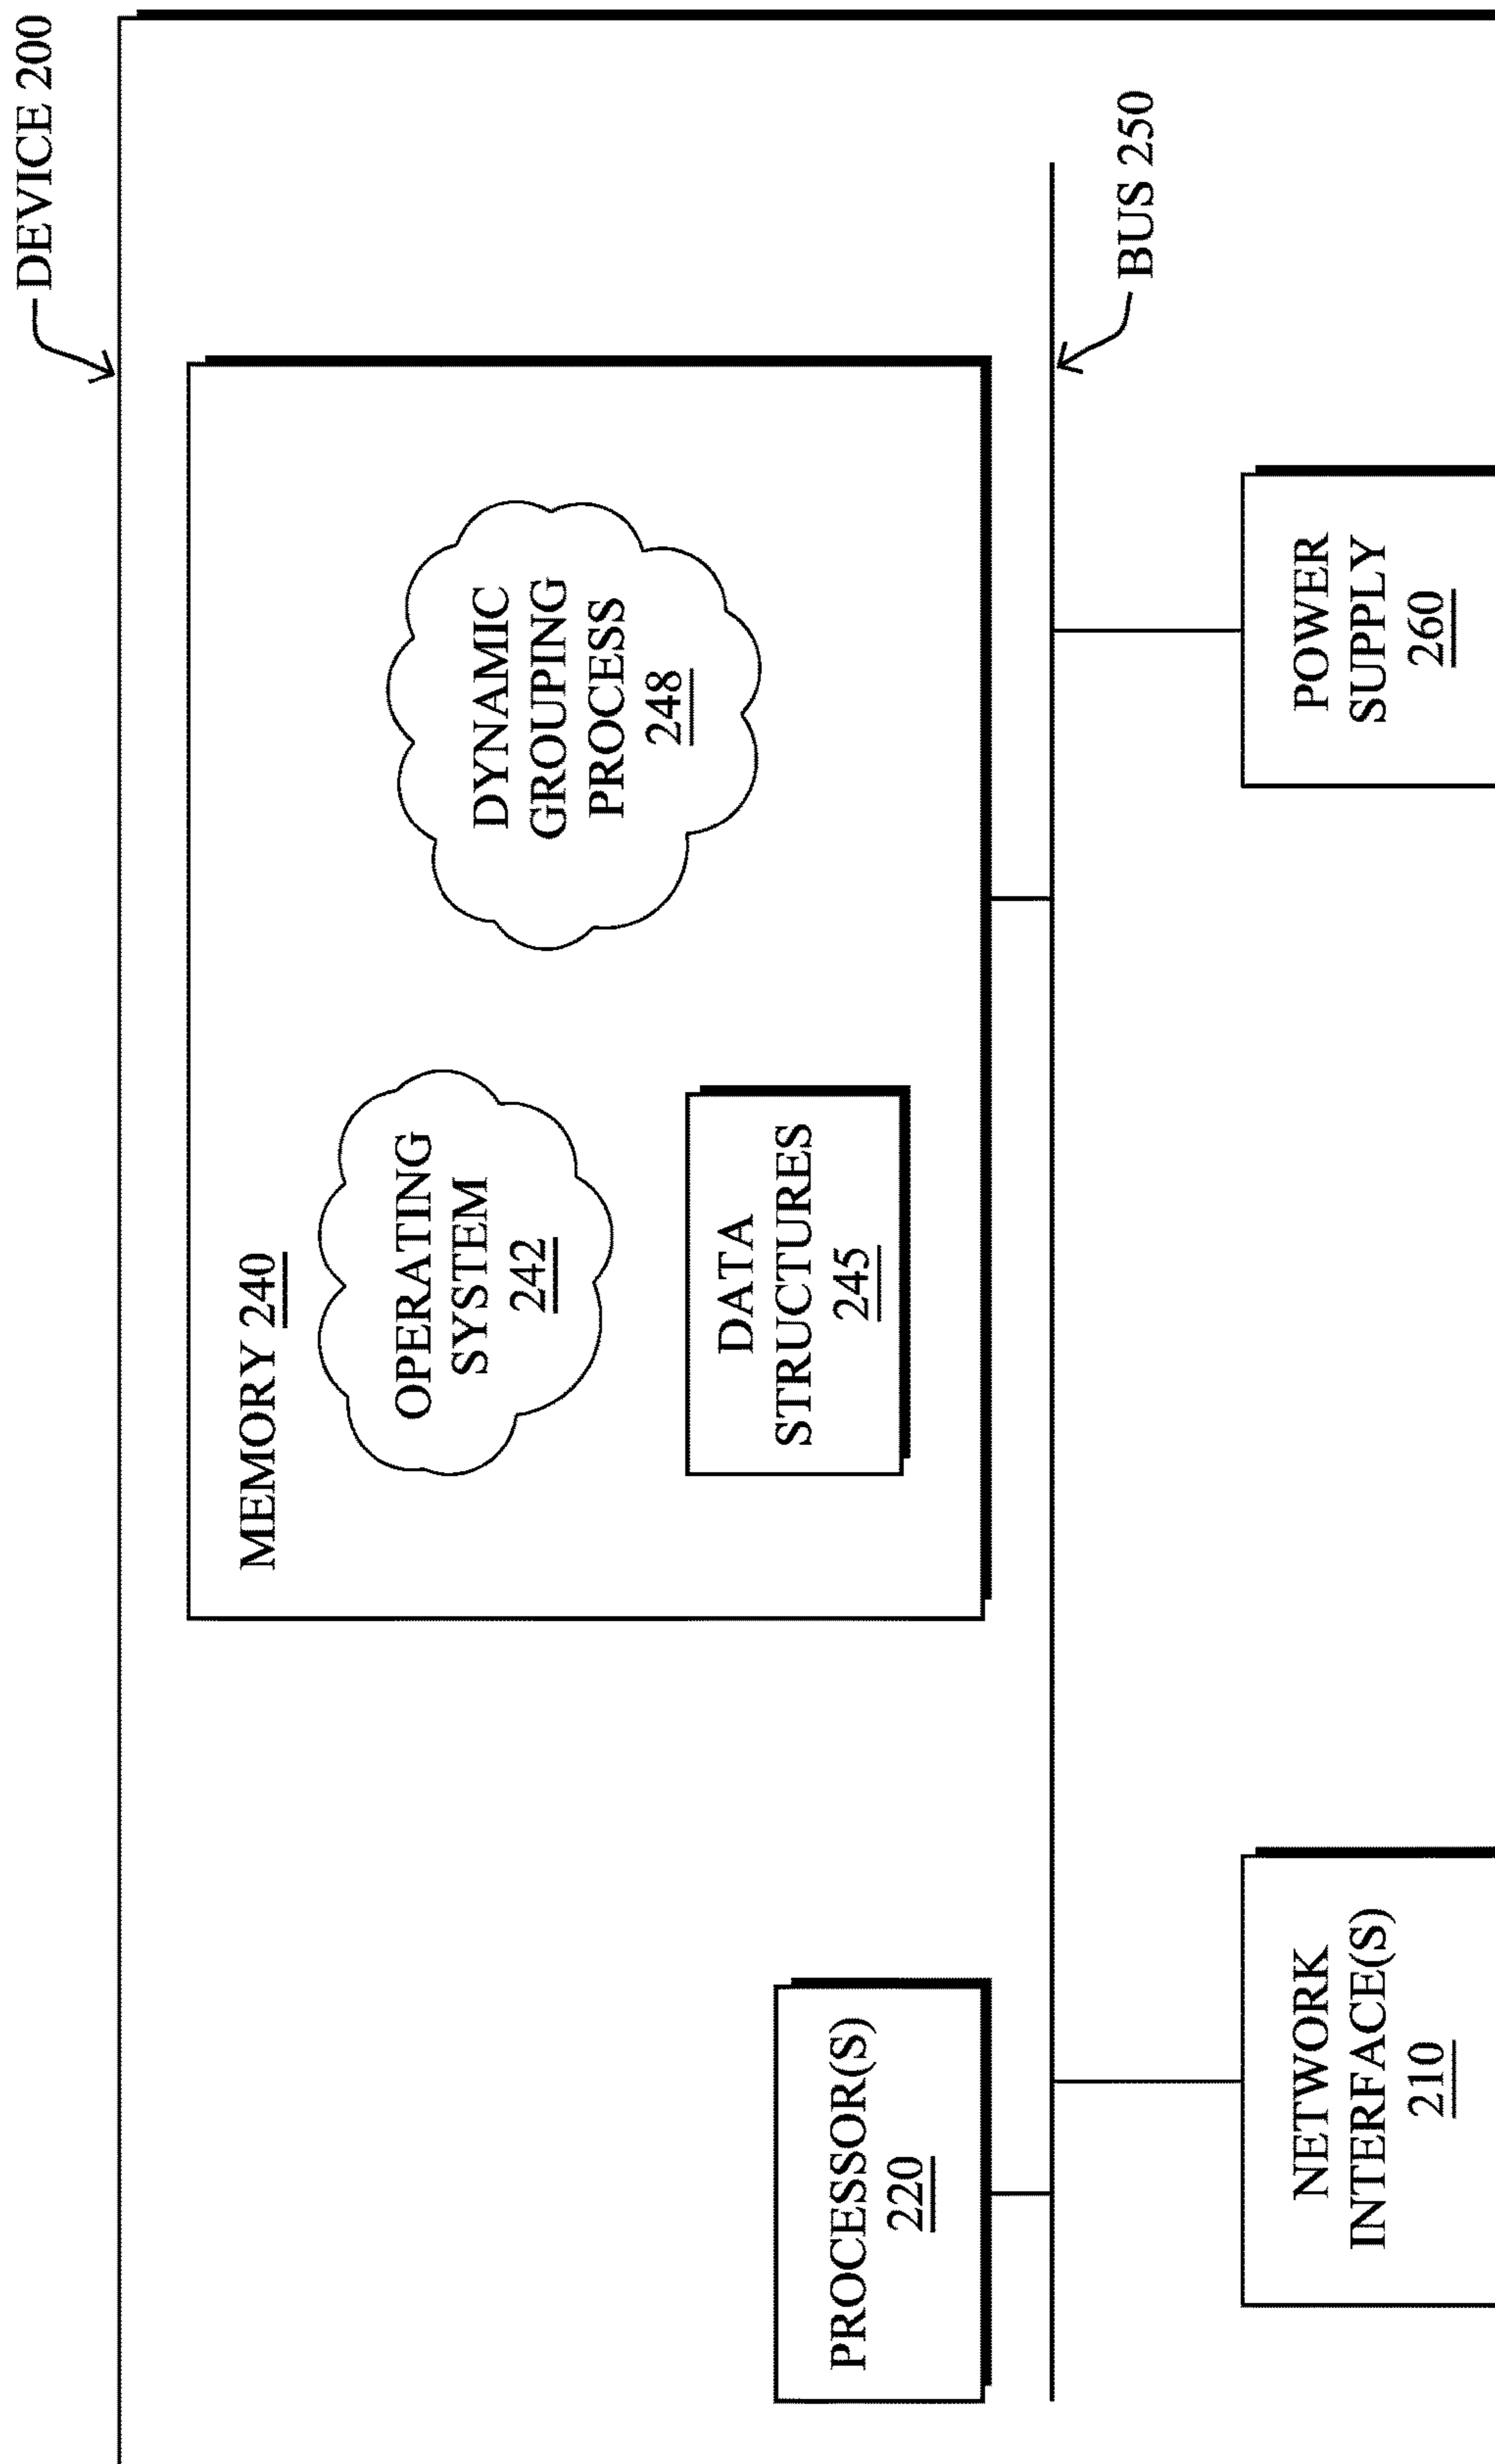 DEVICE 200
MEMORY 240
OPERATING
SYSTEM
242
DATA
STRUCTURES
245
DYNAMIC
GROUPING
PROCESS
248
PROCESSOR(S)
220
BUS 250
NETWORK
INTERFACE(S)
210
POWER
SUPPLY
260